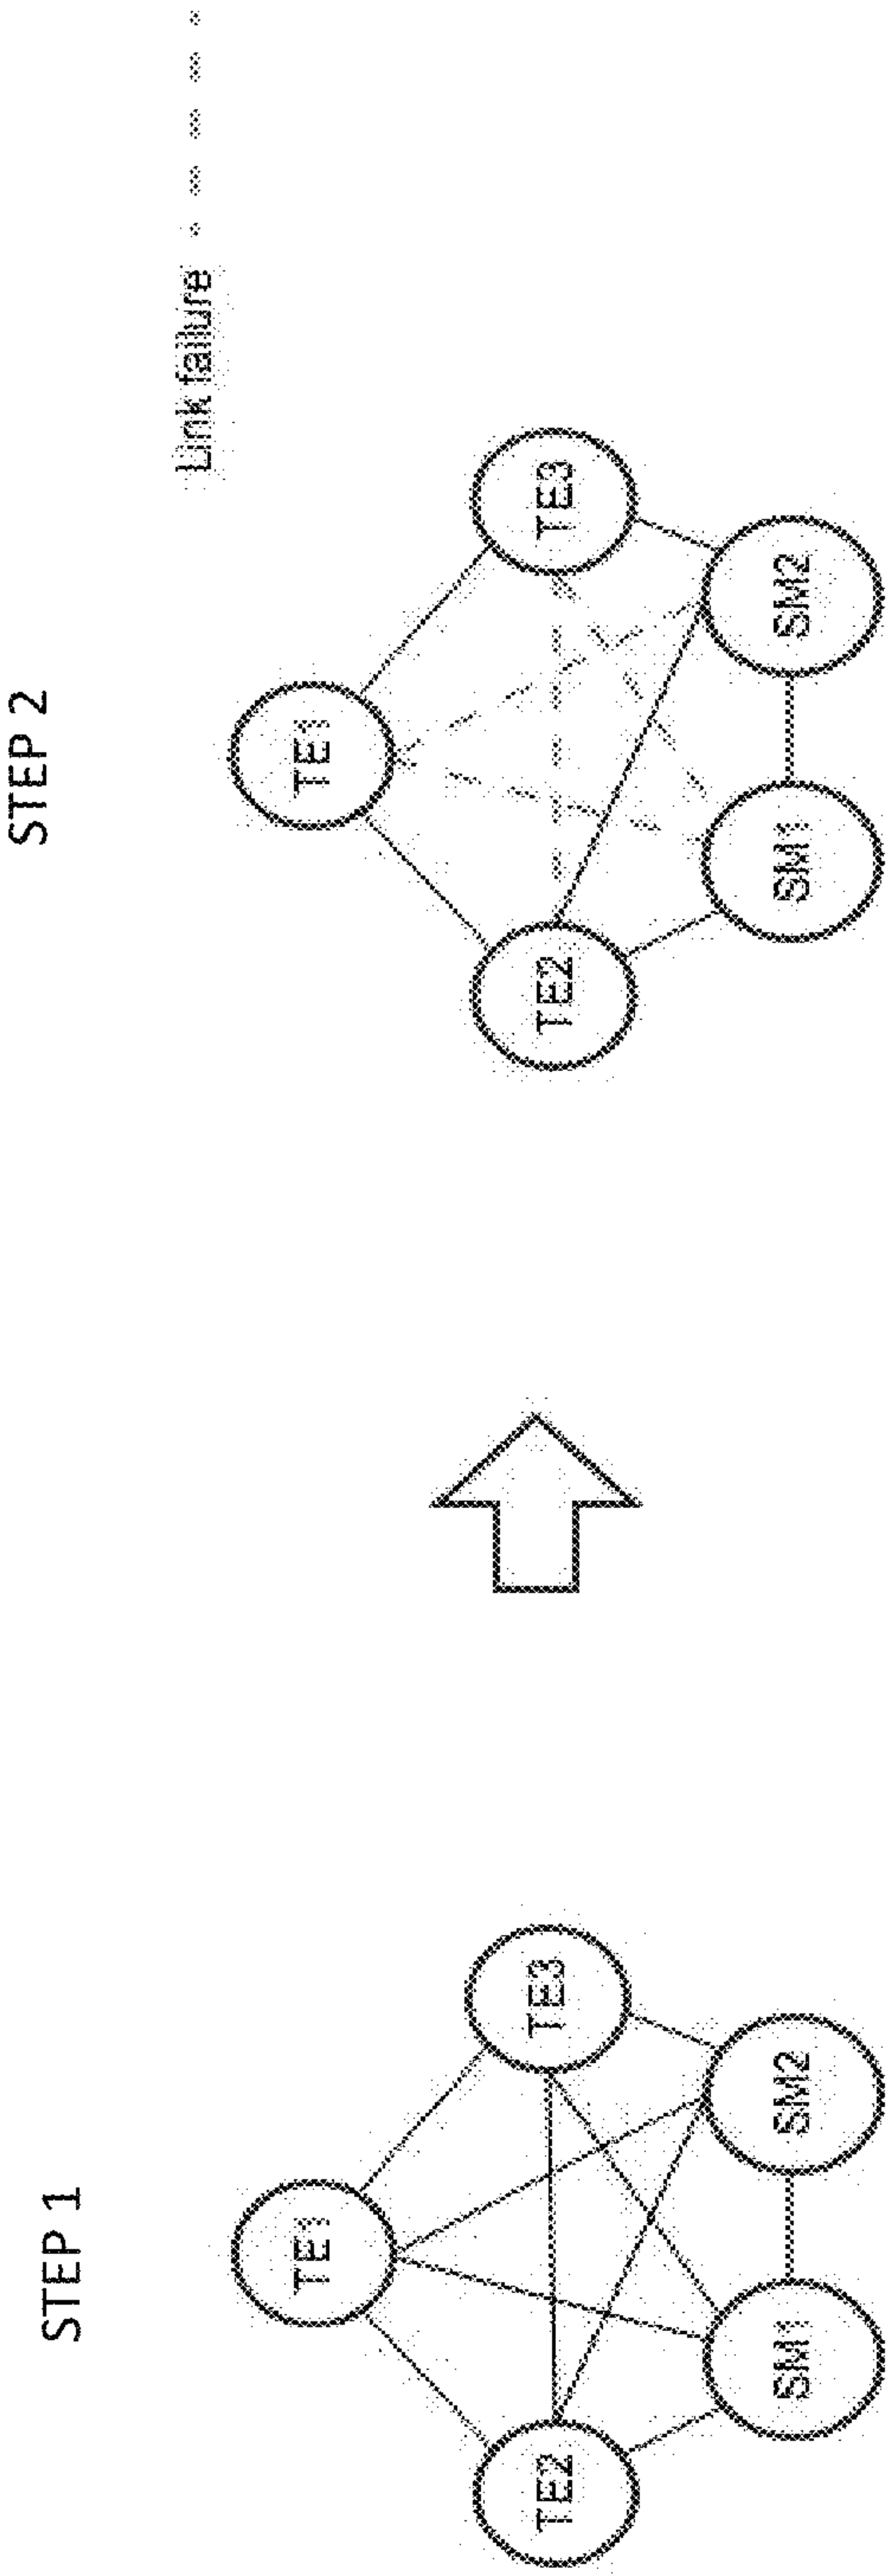 STEP 1
TE1
TE2
TE3
SM1
SM2
STEP 2
Link failure
TE1
TE2
TE3
SM1
SM2